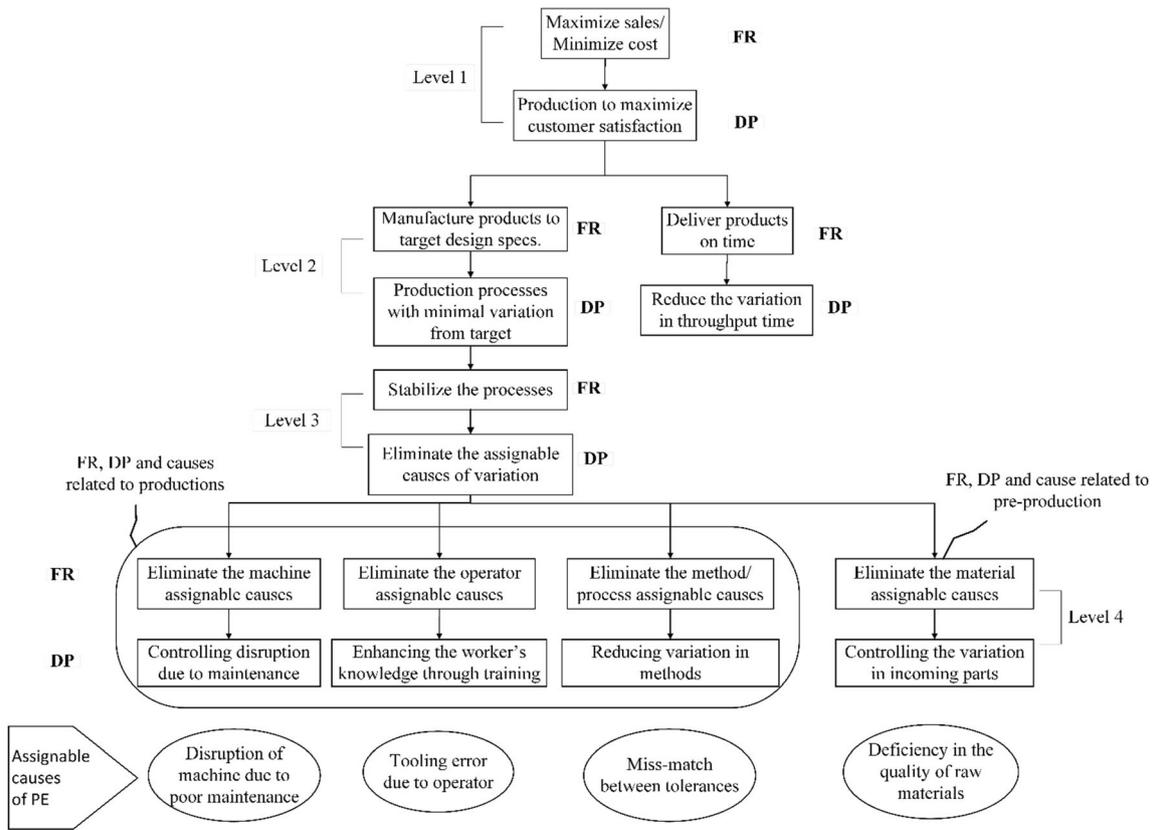 Maximize sales/
Minimize cost
FR
Level 1
Production to maximize
customer satisfaction
DP
Manufacture products to
target design specs.
FR
Deliver products
on time
FR
Level 2
Production processes
with minimal variation
from target
DP
Reduce the variation
in throughput time
DP
Stabilize the processes
FR
Level 3
Eliminate the assignable
causes of variation
DP
FR, DP and causes
related to productions
FR, DP and cause related to
pre-production
FR
Eliminate the machine
assignable causes
Eliminate the operator
assignable causes
Eliminate the method/
process assignable causes
Eliminate the material
assignable causes
Level 4
DP
Controlling disruption
due to maintenance
Enhancing the worker's
knowledge through training
Reducing variation in
methods
Controlling the variation
in incoming parts
Assignable
causes
of PE
Disruption of
machine due to
poor maintenance
Tooling error
due to operator
Miss-match
between tolerances
Deficiency in the
quality of raw
materials